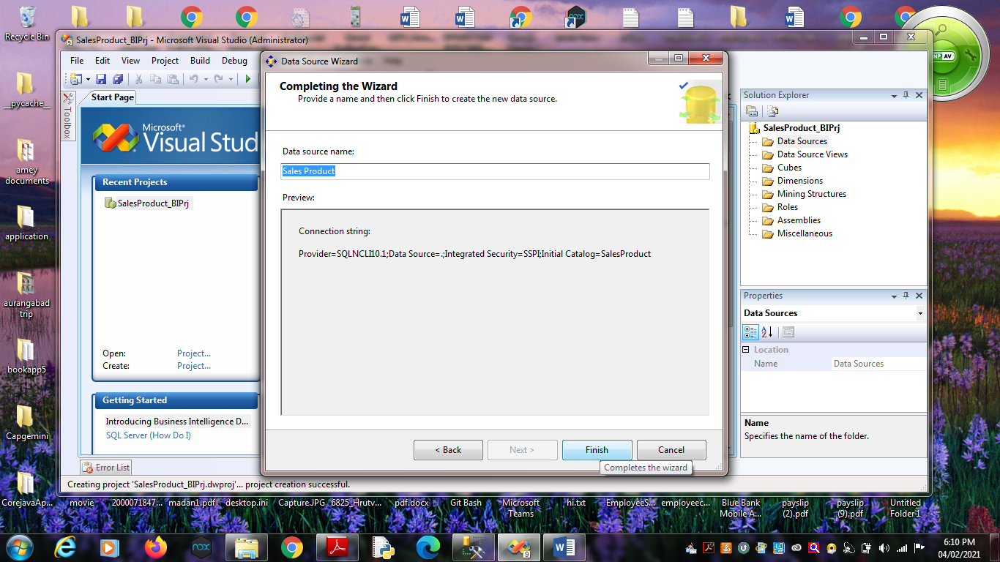 Recycle Bin
SalesProduct_BIPrj - Microsoft Visual Studio (Administrator)
File Edit View Project Build Debug
Data Source Wizard
NP AV
Completing the Wizard
Provide a name and then click Finish to create the new data source.
Start Page
Toolbox
Microsoft®
Visual Stud
Recent Projects
SalesProduct_BIPrj
Open: Project...
Create: Project...
Getting Started
Introducing Business Intelligence D...
SQL Server (How Do I)
Error List
Creating project 'SalesProduct_BIPrj.dwproj'... project creation successful.
Data source name:
Sales Product
Preview:
Connection string:
Provider=SQLNCLI10.1;Data Source=.;Integrated Security=SSPI;Initial Catalog=SalesProduct
< Back Next > Finish Cancel
Completes the wizard
Solution Explorer
SalesProduct_BIPrj
Data Sources
Data Source Views
Cubes
Dimensions
Mining Structures
Roles
Assemblies
Miscellaneous
Properties
Data Sources
Location
Name Data Sources
Name
Specifies the name of the folder.
__pycache__
amey
documents
application
aurangabad
trip
bookapp5
Capgemini
CorejavaAp...
movie
2000071847...
madan1.pdf
desktop.ini
Capture.JPG
6825_Hrutv...
pdf.docx
Git Bash
Microsoft
Teams
hi.txt
EmployeeS...
employeec...
Blue Bank
Mobile A...
payslip
(2).pdf
payslip
(9).pdf
Untitled
Folder-1
nox
9
6:10 PM
04/02/2021